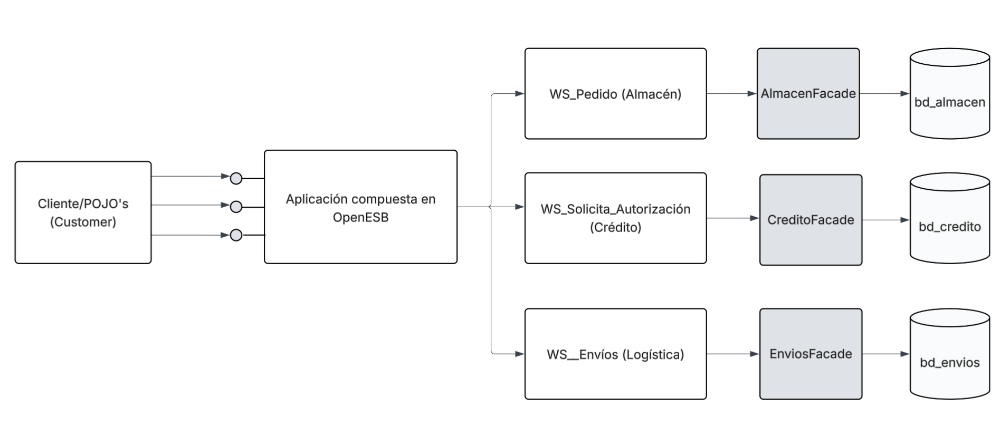 Cliente/POJO's
(Customer)
Aplicación compuesta en
OpenESB
WS_Pedido (Almacén)
AlmacenFacade
bd_almacen
WS_Solicita_Autorización
(Crédito)
CreditoFacade
bd_credito
WS__Envíos (Logística)
EnviosFacade
bd_envios